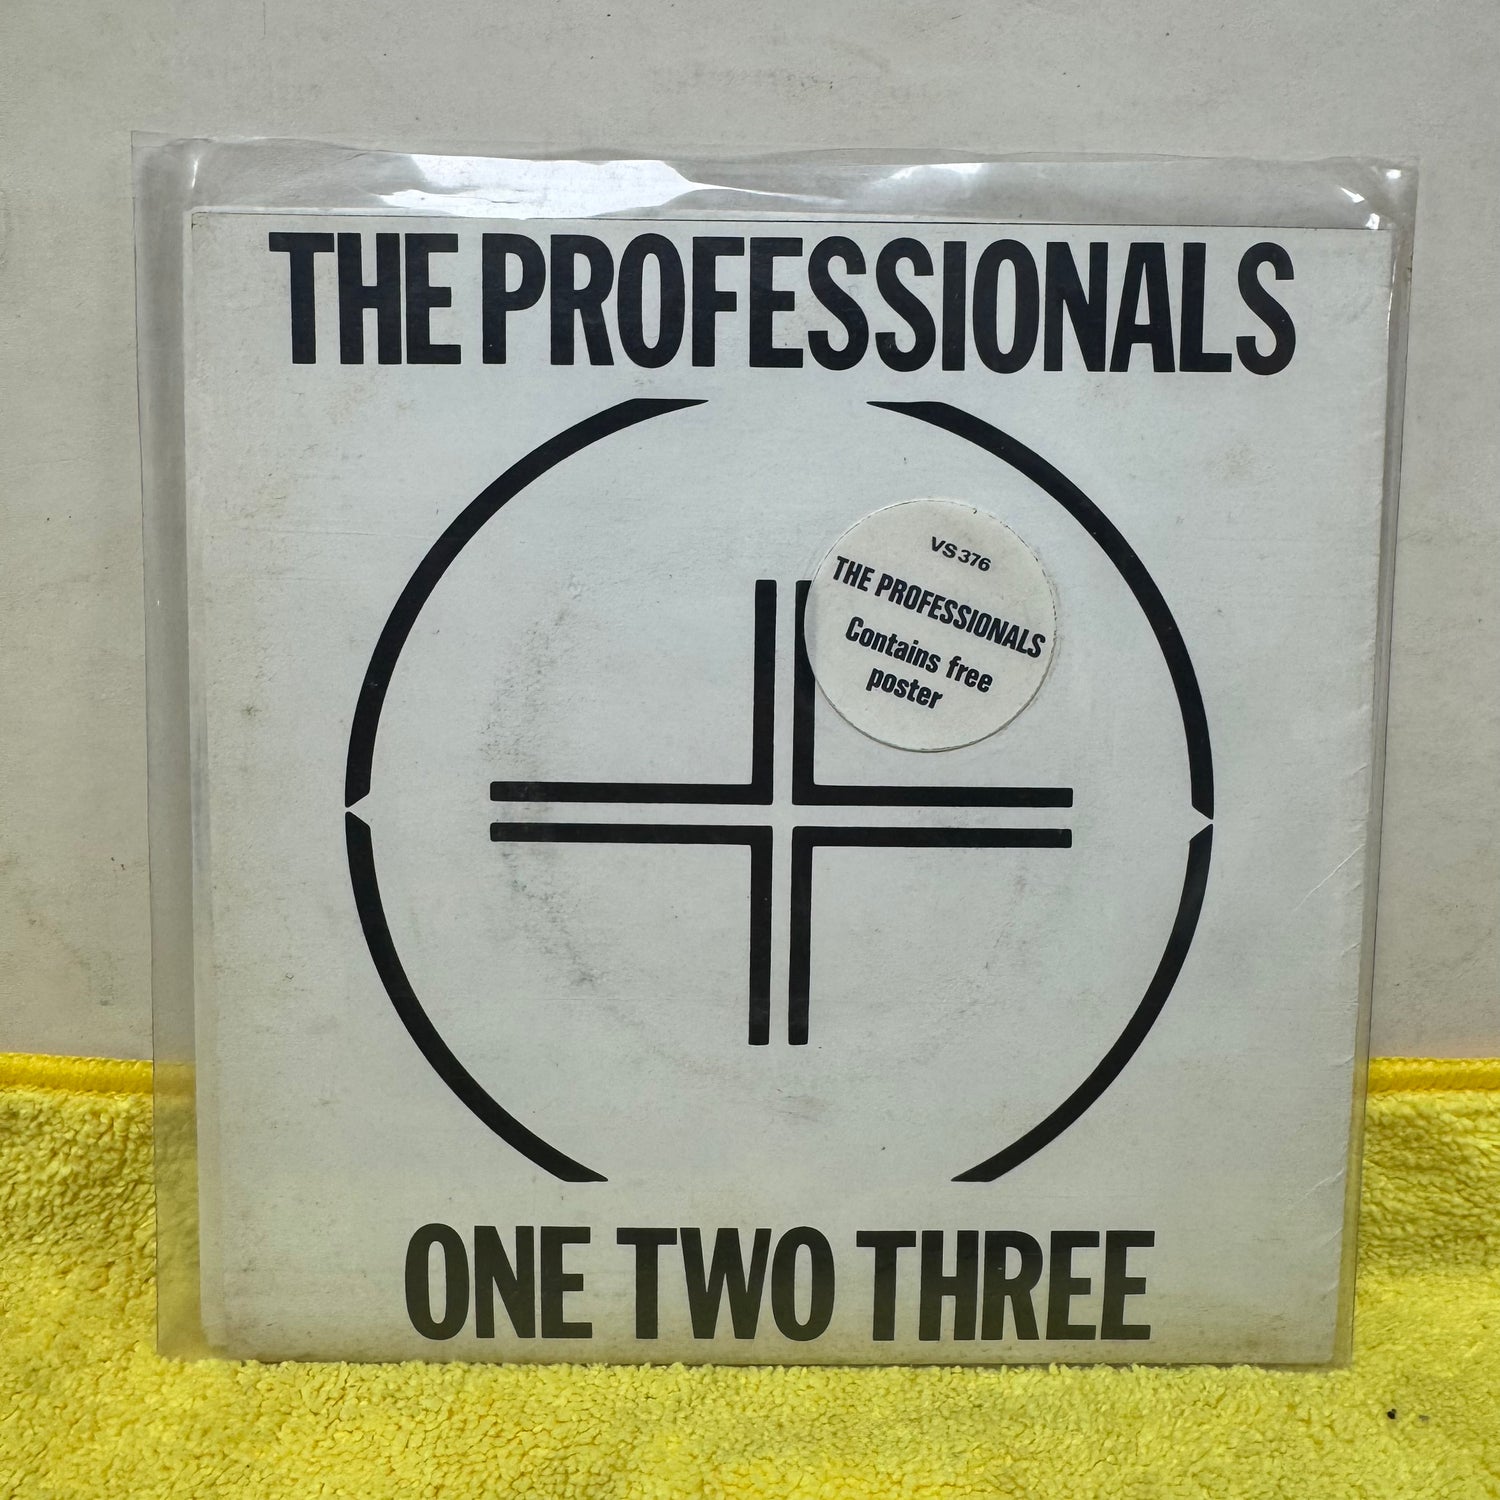 THE PROFESSIONALS
VS 376
THE PROFESSIONALS
Contains free
poster
ONE TWO THREE